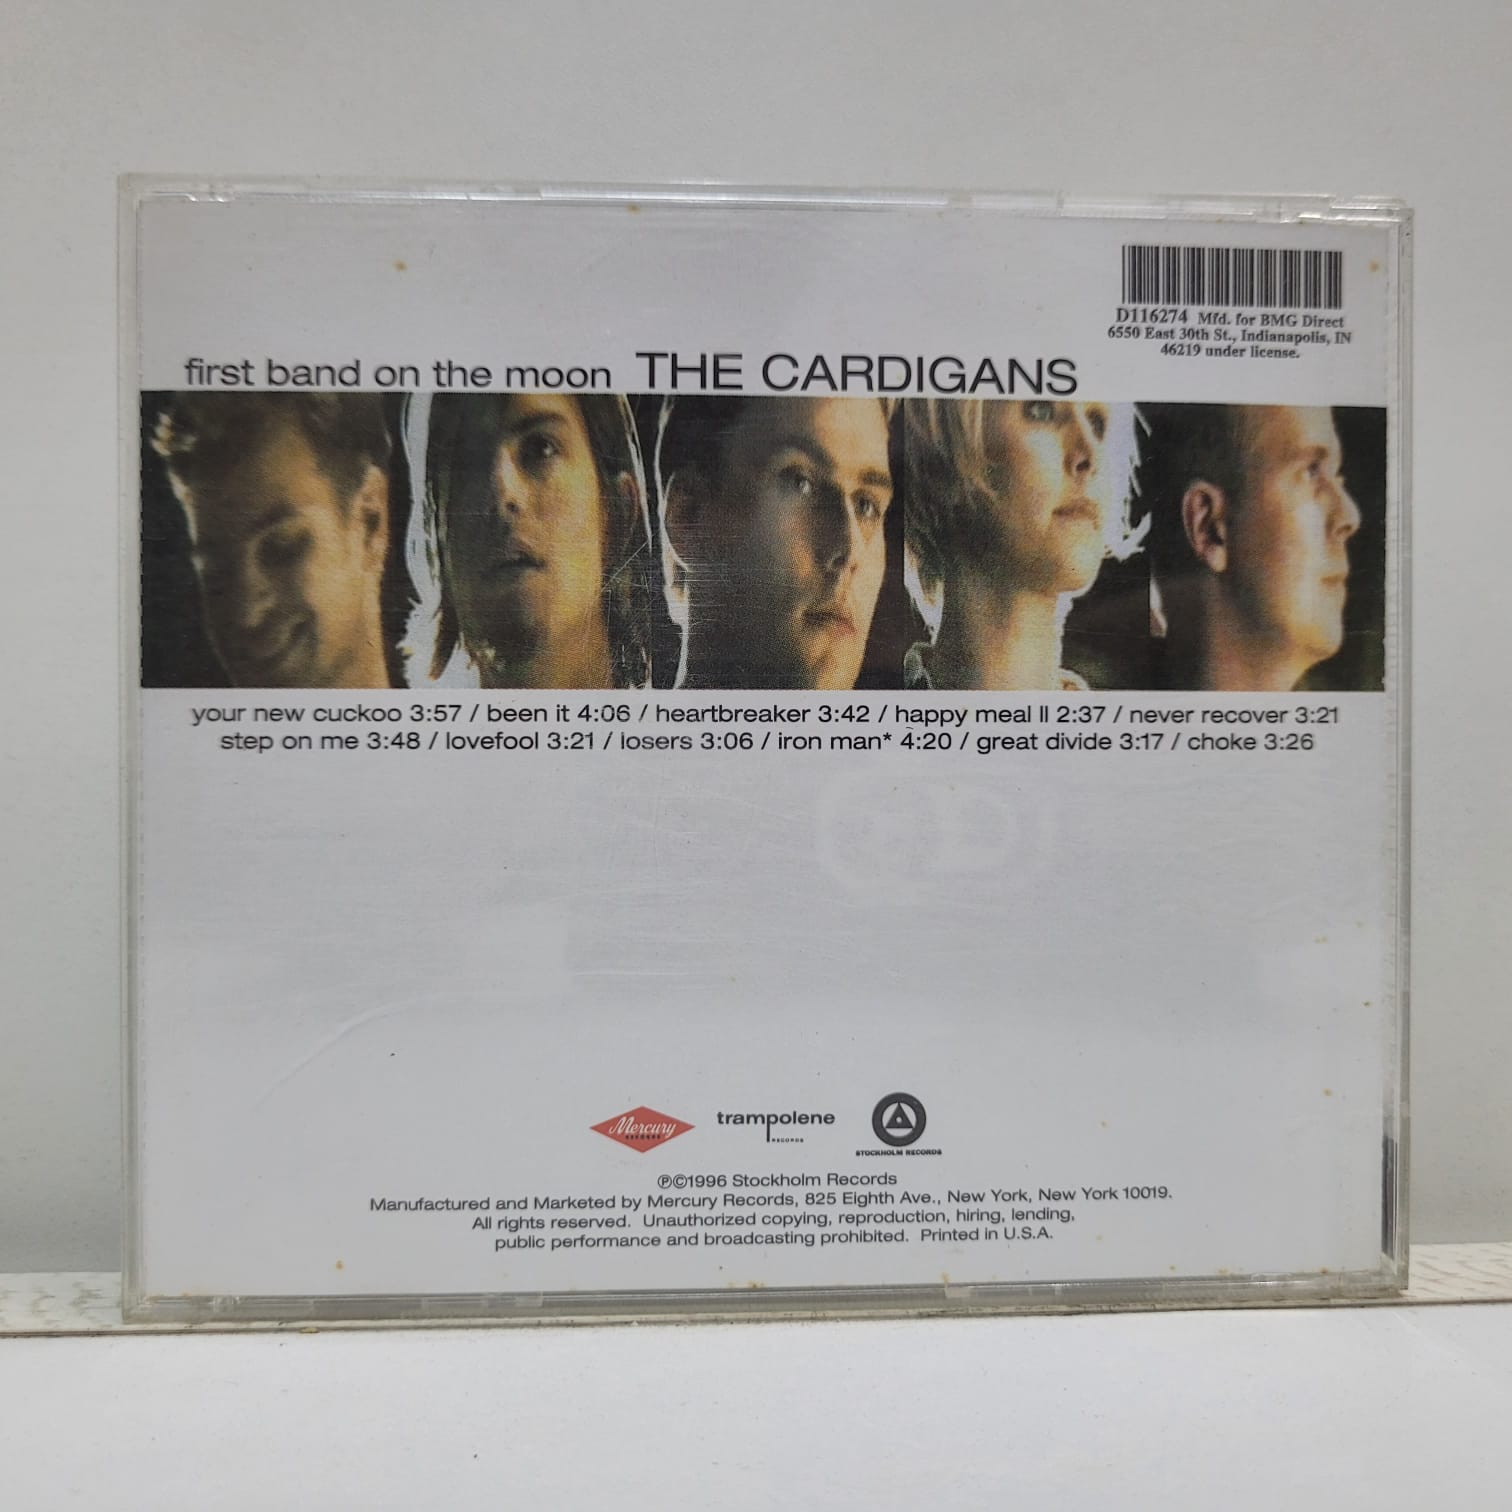 D116274 Mfd. for BMG Direct
6550 East 30th St., Indianapolis, IN
46219 under license.
first band on the moon THE CARDIGANS
your new cuckoo 3:57 / been it 4:06 / heartbreaker 3:42 / happy meal II 2:37 / never recover 3:21
step on me 3:48 / lovefool 3:21 / losers 3:06 / iron man* 4:20 / great divide 3:17 / choke 3:26
Mercury
RECORDS
trampolene
RECORDS
STOCKHOLM RECORDS
℗©1996 Stockholm Records
Manufactured and Marketed by Mercury Records, 825 Eighth Ave., New York, New York 10019.
All rights reserved. Unauthorized copying, reproduction, hiring, lending,
public performance and broadcasting prohibited. Printed in U.S.A.